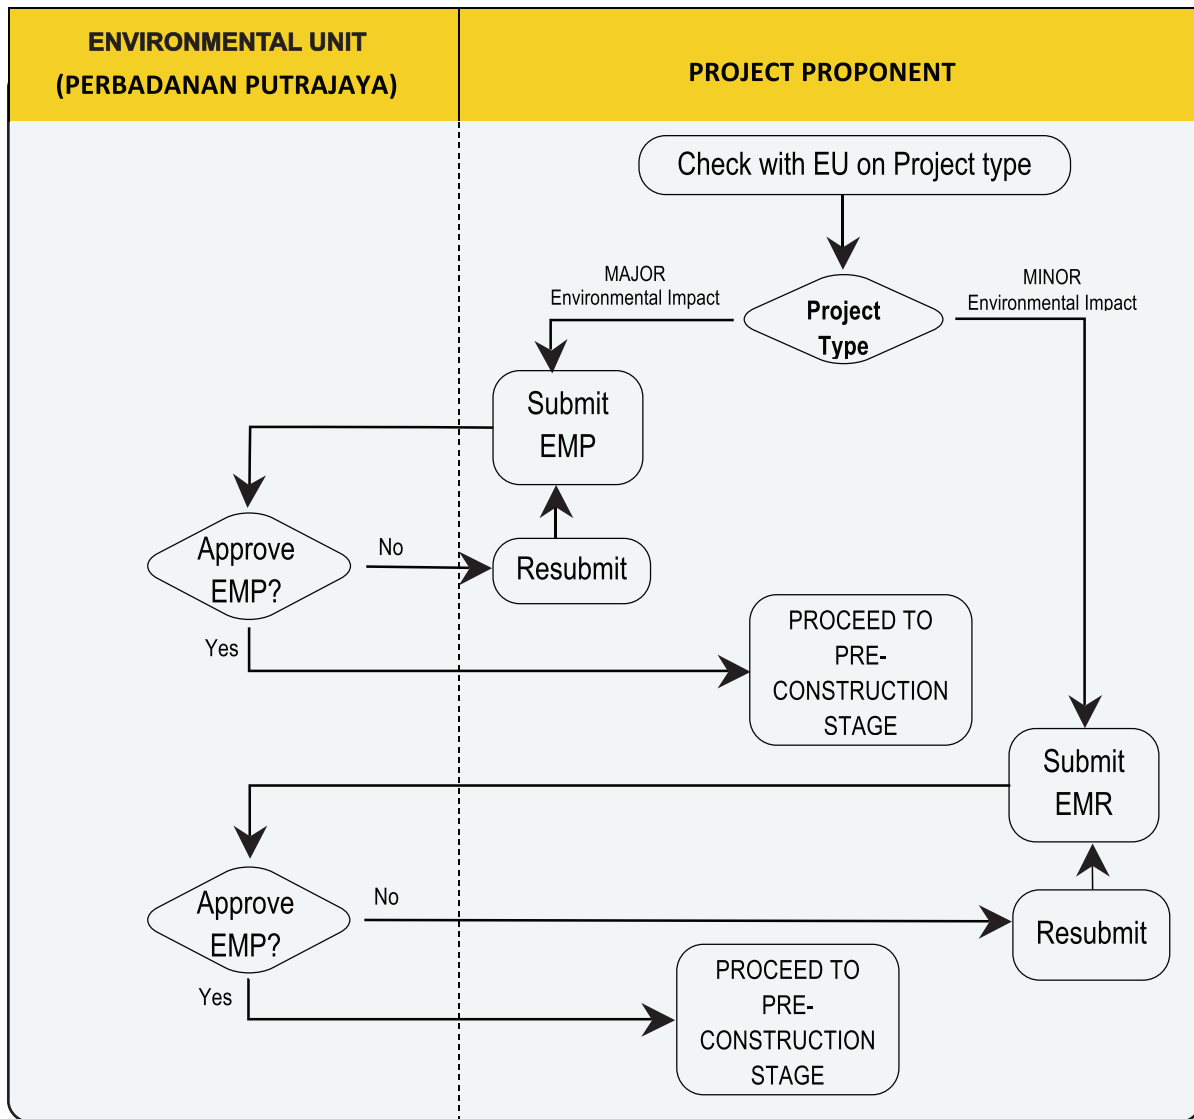 ENVIRONMENTAL UNIT
(PERBADANAN PUTRAJAYA)
PROJECT PROPONENT
Check with EU on Project type
MAJOR
Environmental Impact
Project
Type
MINOR
Environmental Impact
Submit
EMP
Approve
EMP?
No
Resubmit
Yes
PROCEED TO
PRE-
CONSTRUCTION
STAGE
Submit
EMR
Approve
EMP?
No
Resubmit
Yes
PROCEED TO
PRE-
CONSTRUCTION
STAGE